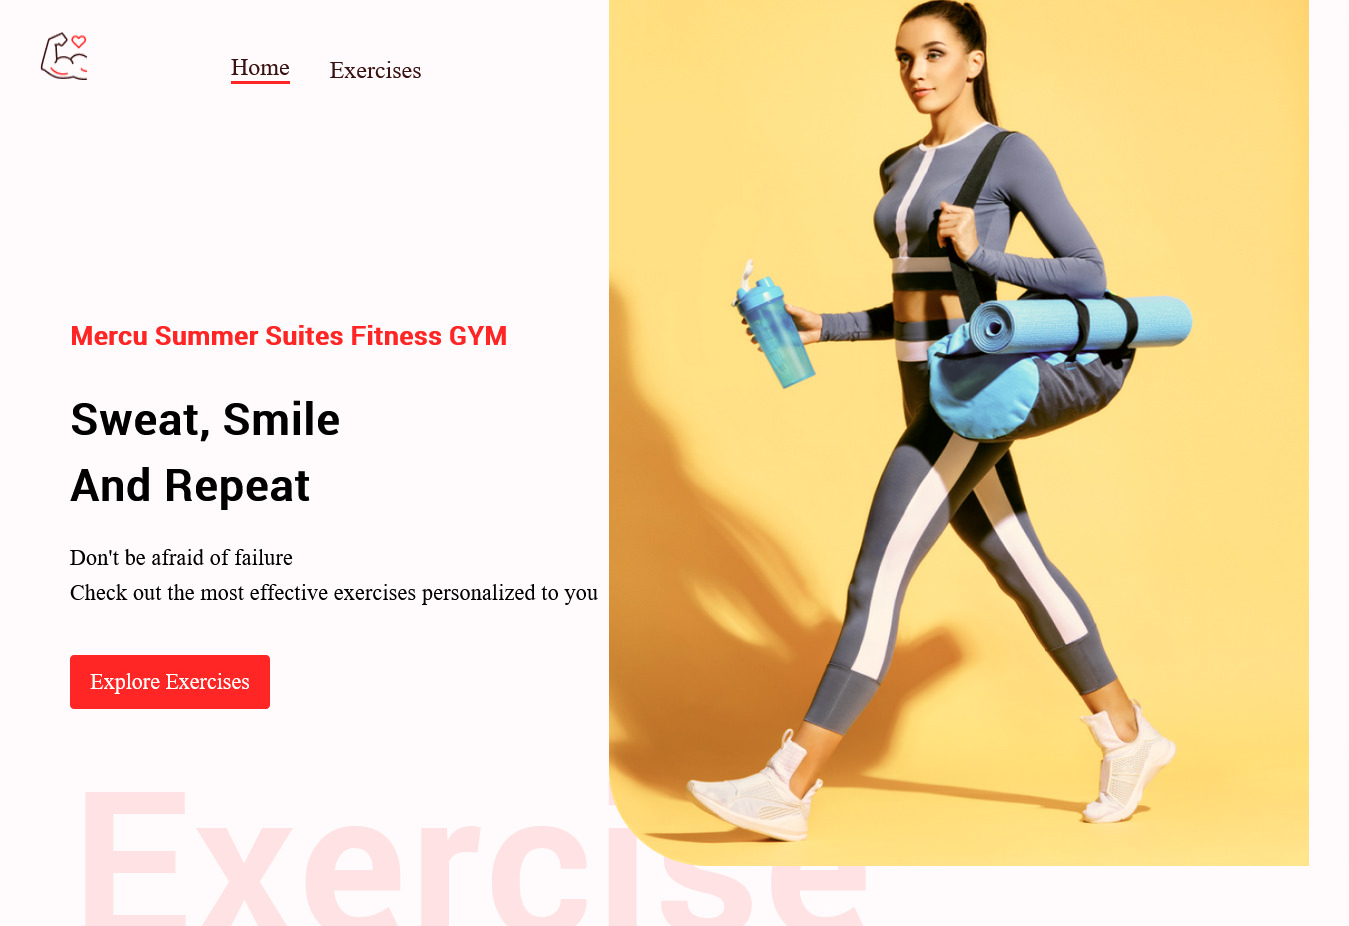 Home
Exercises
Mercu Summer Suites Fitness GYM
Sweat, Smile
And Repeat
Don't be afraid of failure
Check out the most effective exercises personalized to you
Explore Exercises
Exercise